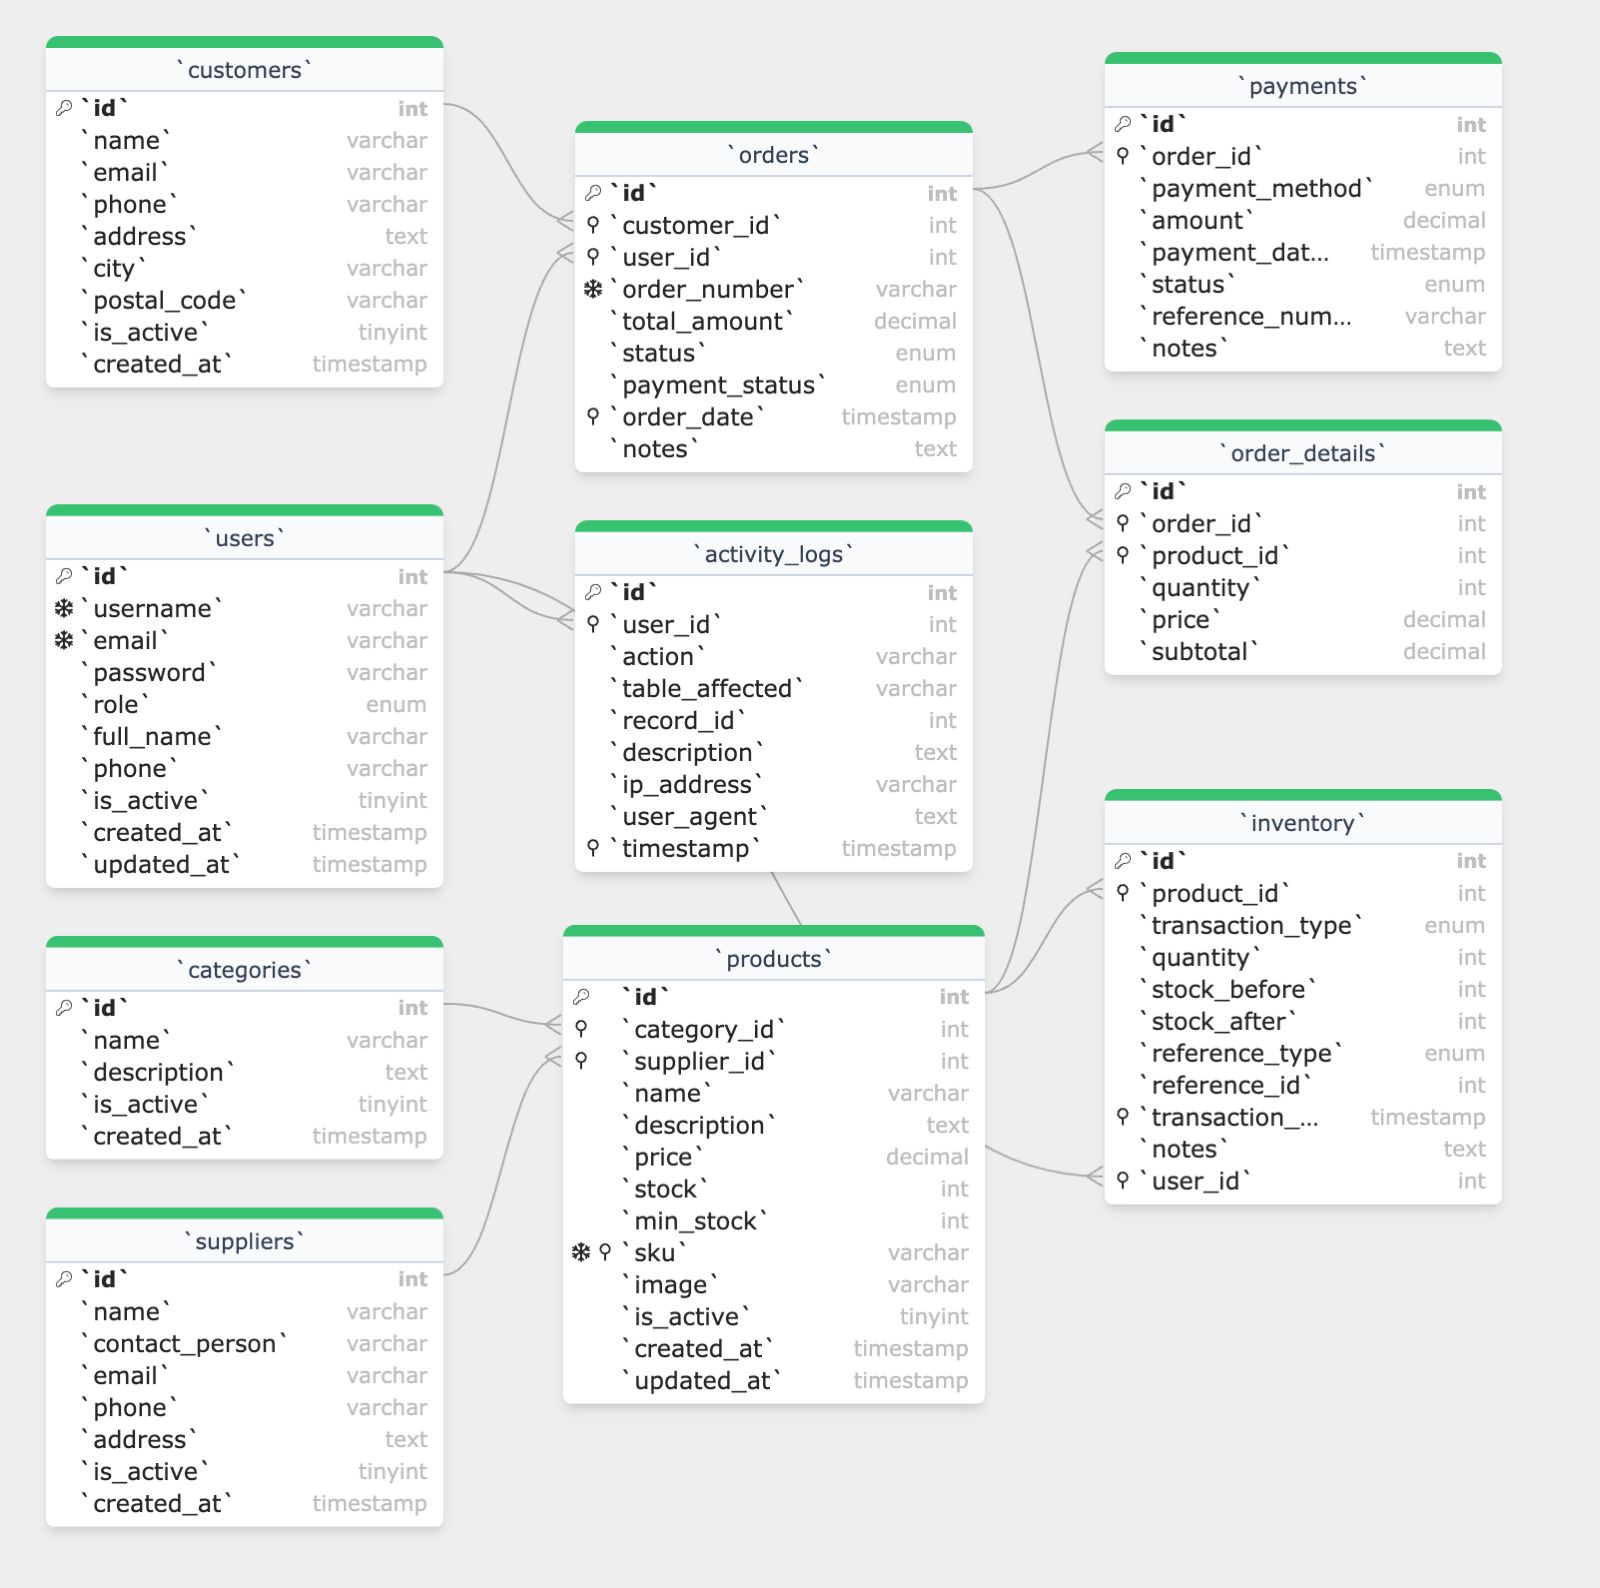 `customers`
`id` int
`name` varchar
`email` varchar
`phone` varchar
`address` text
`city` varchar
`postal_code` varchar
`is_active` tinyint
`created_at` timestamp
`users`
`id` int
`username` varchar
`email` varchar
`password` varchar
`role` enum
`full_name` varchar
`phone` varchar
`is_active` tinyint
`created_at` timestamp
`updated_at` timestamp
`categories`
`id` int
`name` varchar
`description` text
`is_active` tinyint
`created_at` timestamp
`suppliers`
`id` int
`name` varchar
`contact_person` varchar
`email` varchar
`phone` varchar
`address` text
`is_active` tinyint
`created_at` timestamp
`orders`
`id` int
`customer_id` int
`user_id` int
`order_number` varchar
`total_amount` decimal
`status` enum
`payment_status` enum
`order_date` timestamp
`notes` text
`activity_logs`
`id` int
`user_id` int
`action` varchar
`table_affected` varchar
`record_id` int
`description` text
`ip_address` varchar
`user_agent` text
`timestamp` timestamp
`products`
`id` int
`category_id` int
`supplier_id` int
`name` varchar
`description` text
`price` decimal
`stock` int
`min_stock` int
`sku` varchar
`image` varchar
`is_active` tinyint
`created_at` timestamp
`updated_at` timestamp
`payments`
`id` int
`order_id` int
`payment_method` enum
`amount` decimal
`payment_dat... timestamp
`status` enum
`reference_num... varchar
`notes` text
`order_details`
`id` int
`order_id` int
`product_id` int
`quantity` int
`price` decimal
`subtotal` decimal
`inventory`
`id` int
`product_id` int
`transaction_type` enum
`quantity` int
`stock_before` int
`stock_after` int
`reference_type` enum
`reference_id` int
`transaction_... timestamp
`notes` text
`user_id` int